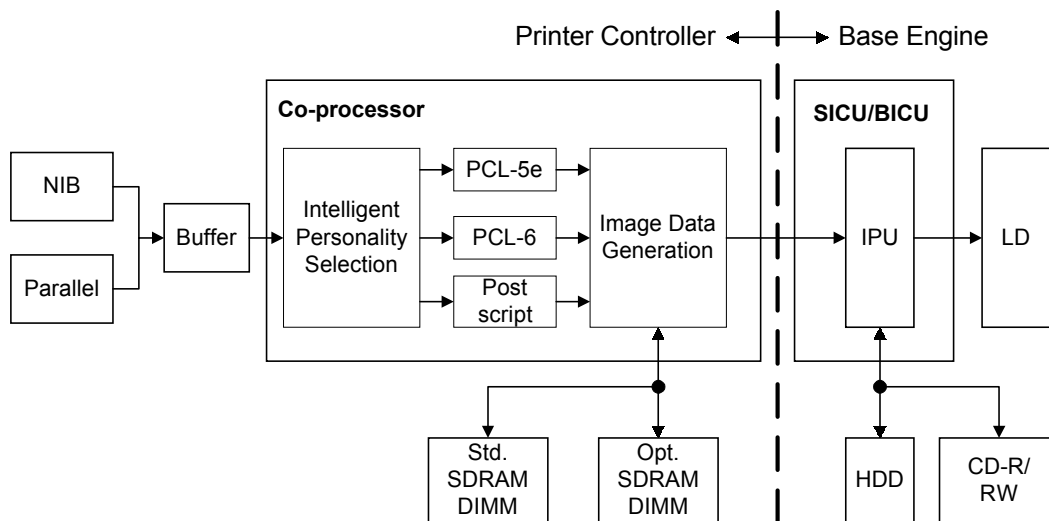 Printer Controller
Base Engine
Co-processor
SICU/BICU
NIB
Parallel
Buffer
Intelligent
Personality
Selection
PCL-5e
PCL-6
Post
script
Image Data
Generation
IPU
LD
Std.
SDRAM
DIMM
Opt.
SDRAM
DIMM
HDD
CD-R/
RW